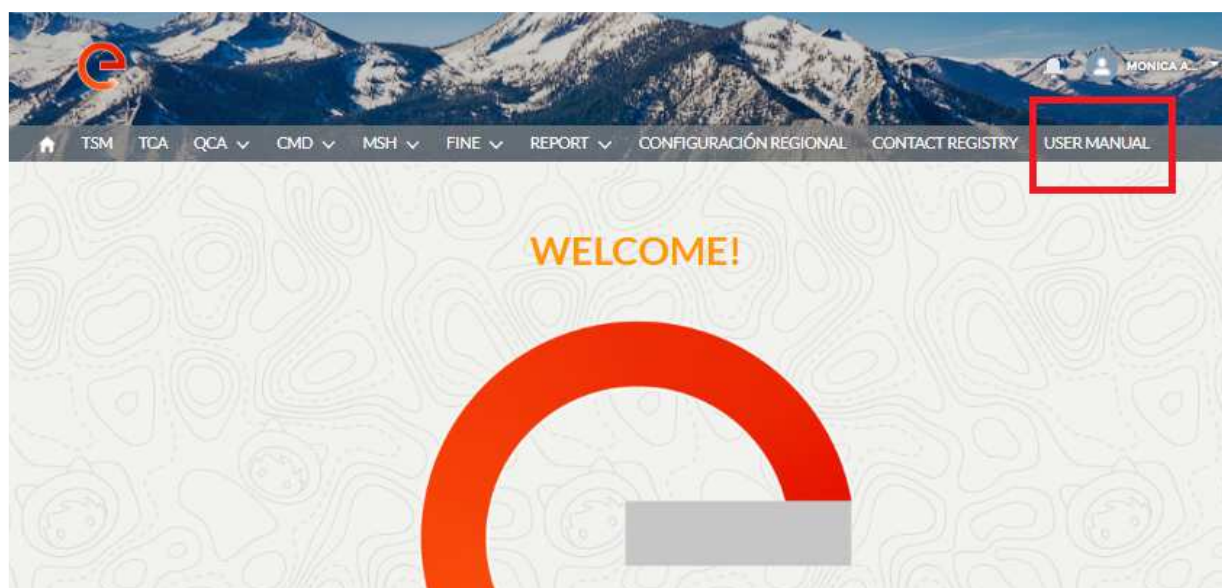 MONICA A...
TSM TCA QCA CMD MSH FINE REPORT CONFIGURACIÓN REGIONAL CONTACT REGISTRY USER MANUAL
WELCOME!